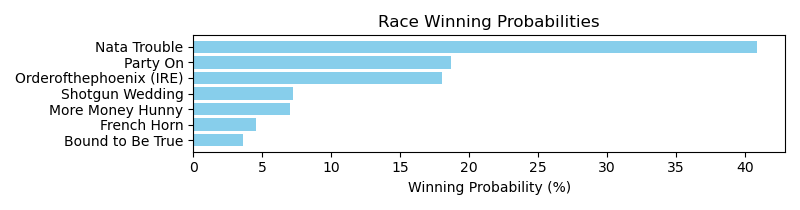 Race Winning Probabilities
Nata Trouble
Party On
Orderofthephoenix (IRE)
Shotgun Wedding
More Money Hunny
French Horn
Bound to Be True
0 5 10 15 20 25 30 35 40
Winning Probability (%)